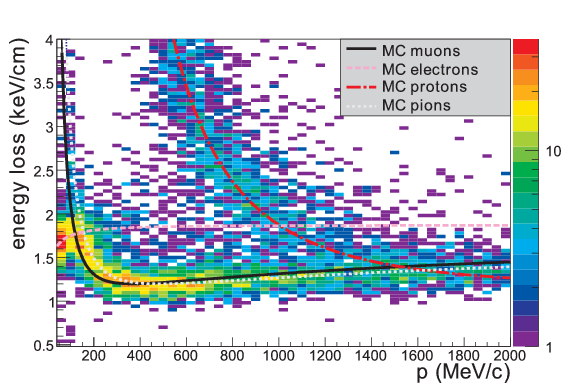 energy loss (keV/cm)
4
3.5
3
2.5
2
1.5
1
0.5
MC muons
MC electrons
MC protons
MC pions
10
1
200 400 600 800 1000 1200 1400 1600 1800 2000
p (MeV/c)